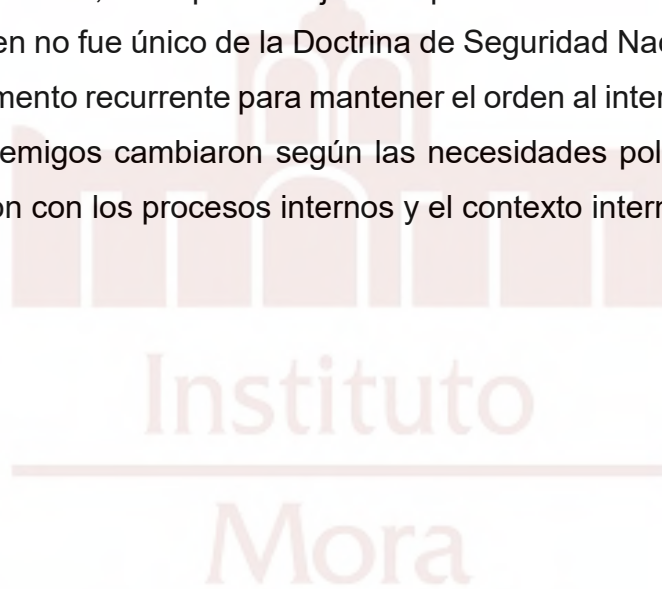 en no fue único de la Doctrina de Seguridad Nac
mento recurrente para mantener el orden al inter
emigos cambiaron según las necesidades pol
ón con los procesos internos y el contexto intern
Instituto
Mora